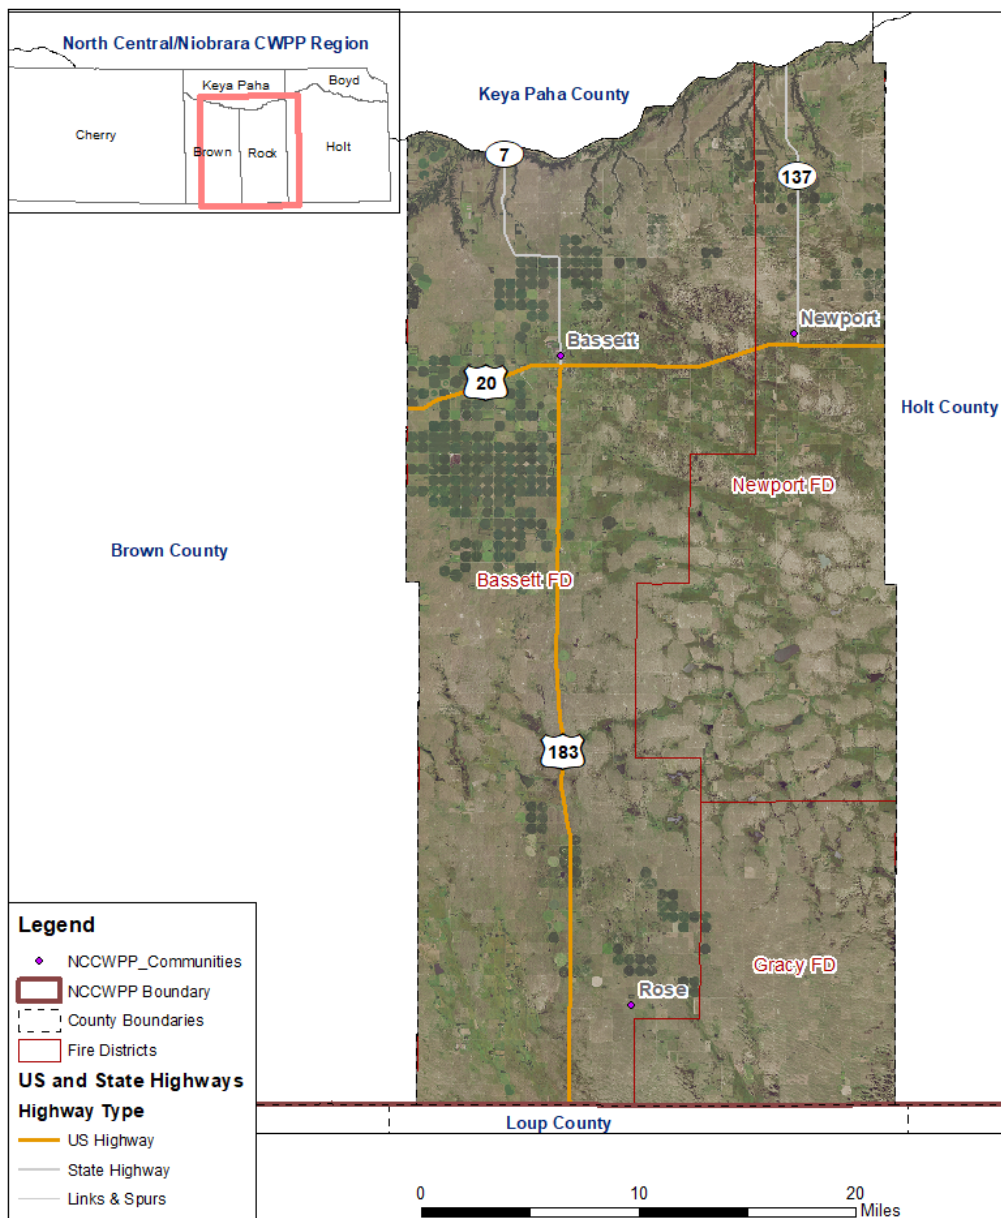 North Central/Niobrara CWPP Region
Keya Paha
Boyd
Cherry
Brown
Rock
Holt
Keya Paha County
7
137
Newport
Bassett
20
Holt County
Newport FD
Brown County
Bassett FD
183
Gracy FD
Rose
Legend
NCCWPP_Communities
NCCWPP Boundary
County Boundaries
Fire Districts
US and State Highways
Highway Type
US Highway
State Highway
Links & Spurs
Loup County
0 10 20
Miles